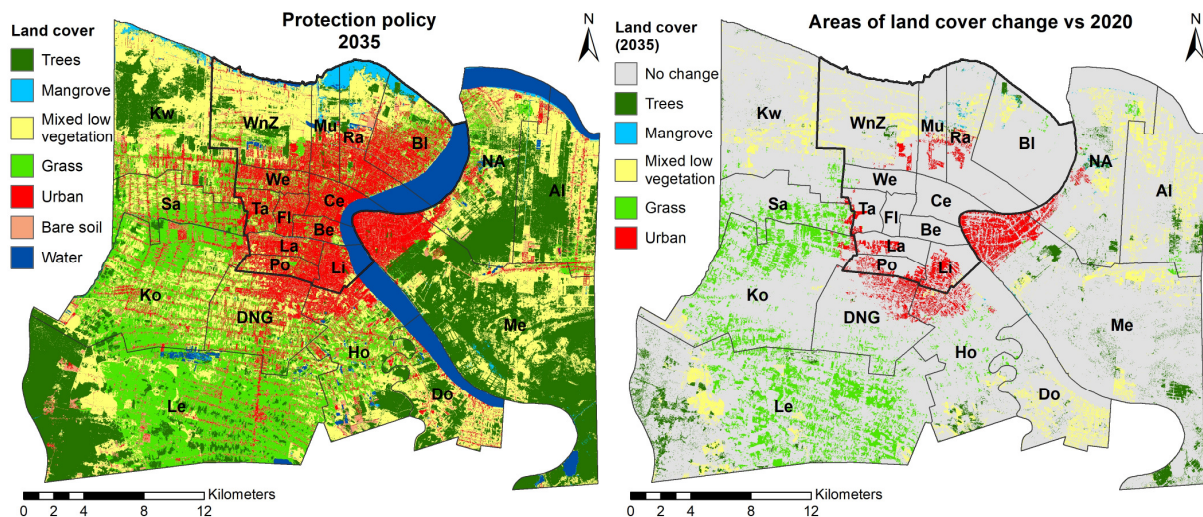 Protection policy
2035
N
Land cover
Trees
Mangrove
Mixed low
vegetation
Grass
Urban
Bare soil
Water
Kw
WnZ
Mu
Ra
Bl
NA
Al
We
Ce
Sa
Ta
Fl
Be
La
Po
Li
Ko
DNG
Me
Ho
Le
Do
0 2 4 8 12
Kilometers
Areas of land cover change vs 2020
N
Land cover
(2035)
No change
Trees
Mangrove
Mixed low
vegetation
Grass
Urban
Kw
WnZ
Mu
Ra
Bl
NA
Al
We
Ce
Sa
Ta
Fl
Be
La
Po
Li
Ko
DNG
Me
Ho
Le
Do
0 2 4 8 12
Kilometers